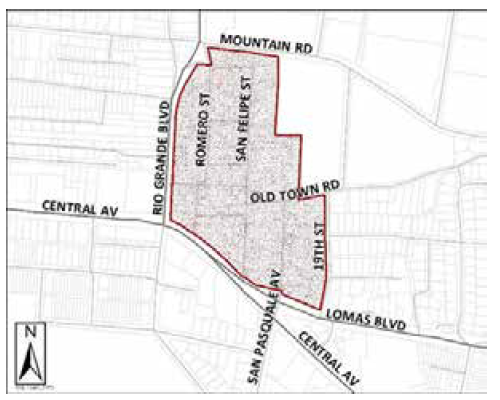 MOUNTAIN RD
ROMERO ST
SAN FELIPE ST
RIO GRANDE BLVD
OLD TOWN RD
CENTRAL AV
19TH ST
SAN PASQUALE AV
LOMAS BLVD
CENTRAL AV
N